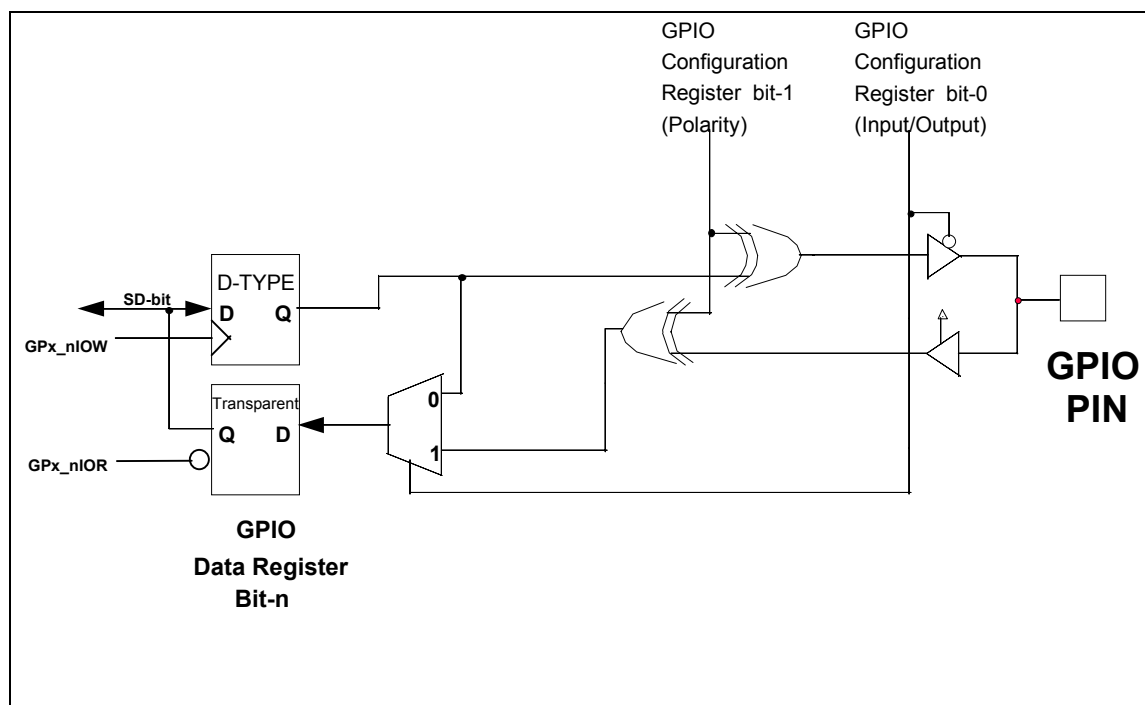 GPIO
Configuration
Register bit-1
(Polarity)
GPIO
Configuration
Register bit-0
(Input/Output)
D-TYPE
SD-bit
D Q
GPx_nIOW
GPIO
PIN
Transparent
0
Q D
1
GPx_nIOR
GPIO
Data Register
Bit-n